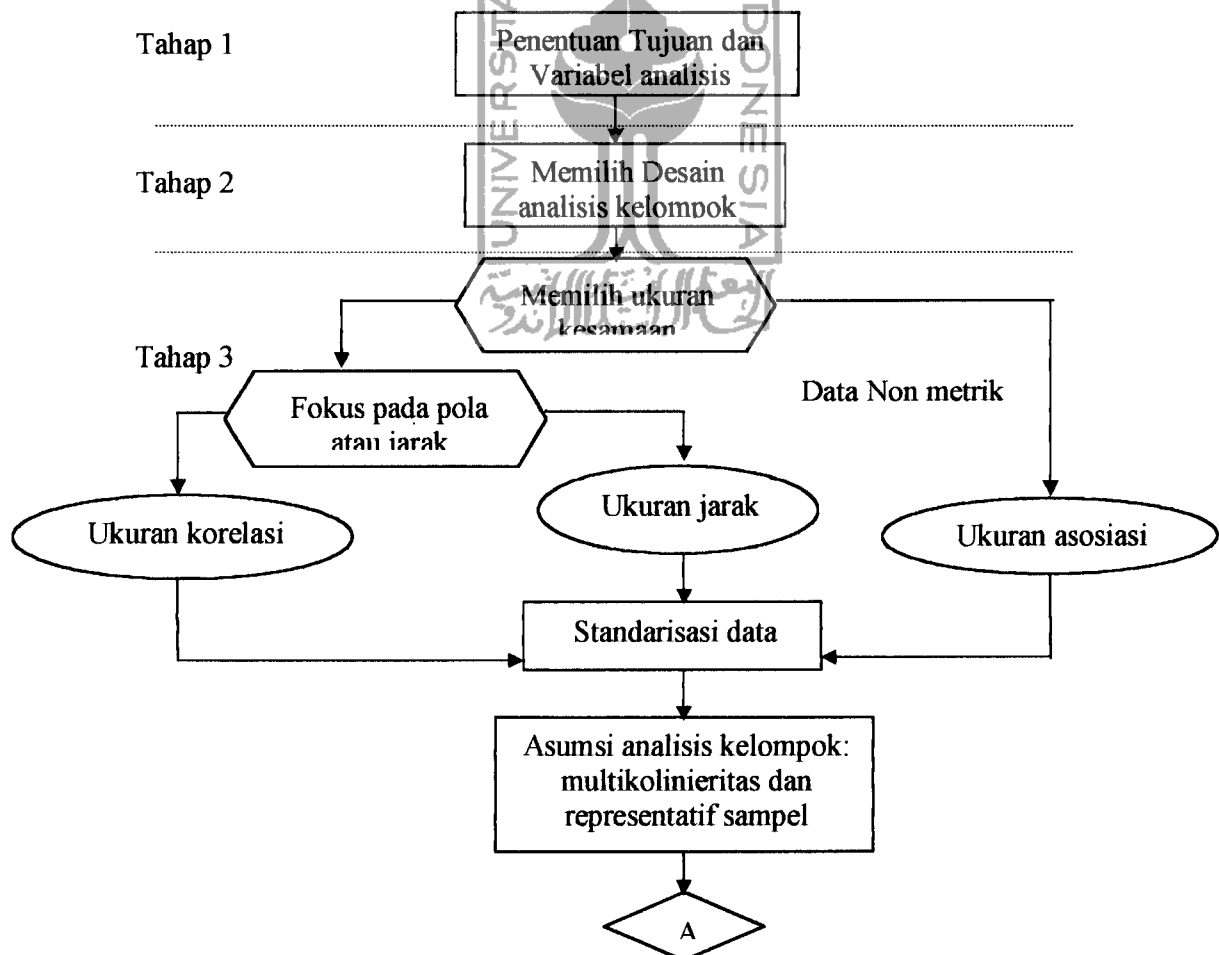 Tahap 1
Penentuan Tujuan dan
Variabel analisis
Tahap 2
Memilih Desain
analisis kelompok
Memilih ukuran
kesamaan
Tahap 3
Data Non metrik
Fokus pada pola
atau jarak
Ukuran korelasi
Ukuran jarak
Ukuran asosiasi
Standarisasi data
Asumsi analisis kelompok:
multikolinieritas dan
representatif sampel
A
UNIVERSITA
DONESIA